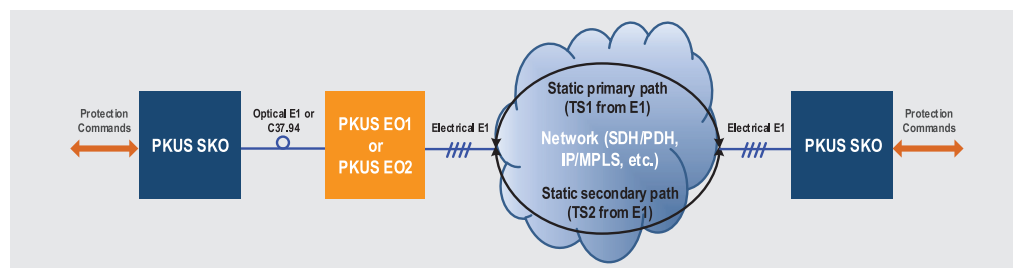 Protection
Commands
PKUS SKO
Optical E1 or
C37.94
PKUS EO1
or
PKUS EO2
Electrical E1
Static primary path
(TS1 from E1)
Network (SDH/PDH,
IP/MPLS, etc.)
Static secondary path
(TS2 from E1)
Electrical E1
PKUS SKO
Protection
Commands